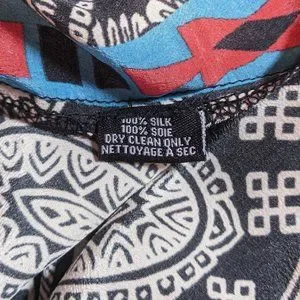 100% SILK
100% SOIE
DRY CLEAN ONLY
NETTOYAGE A SEC